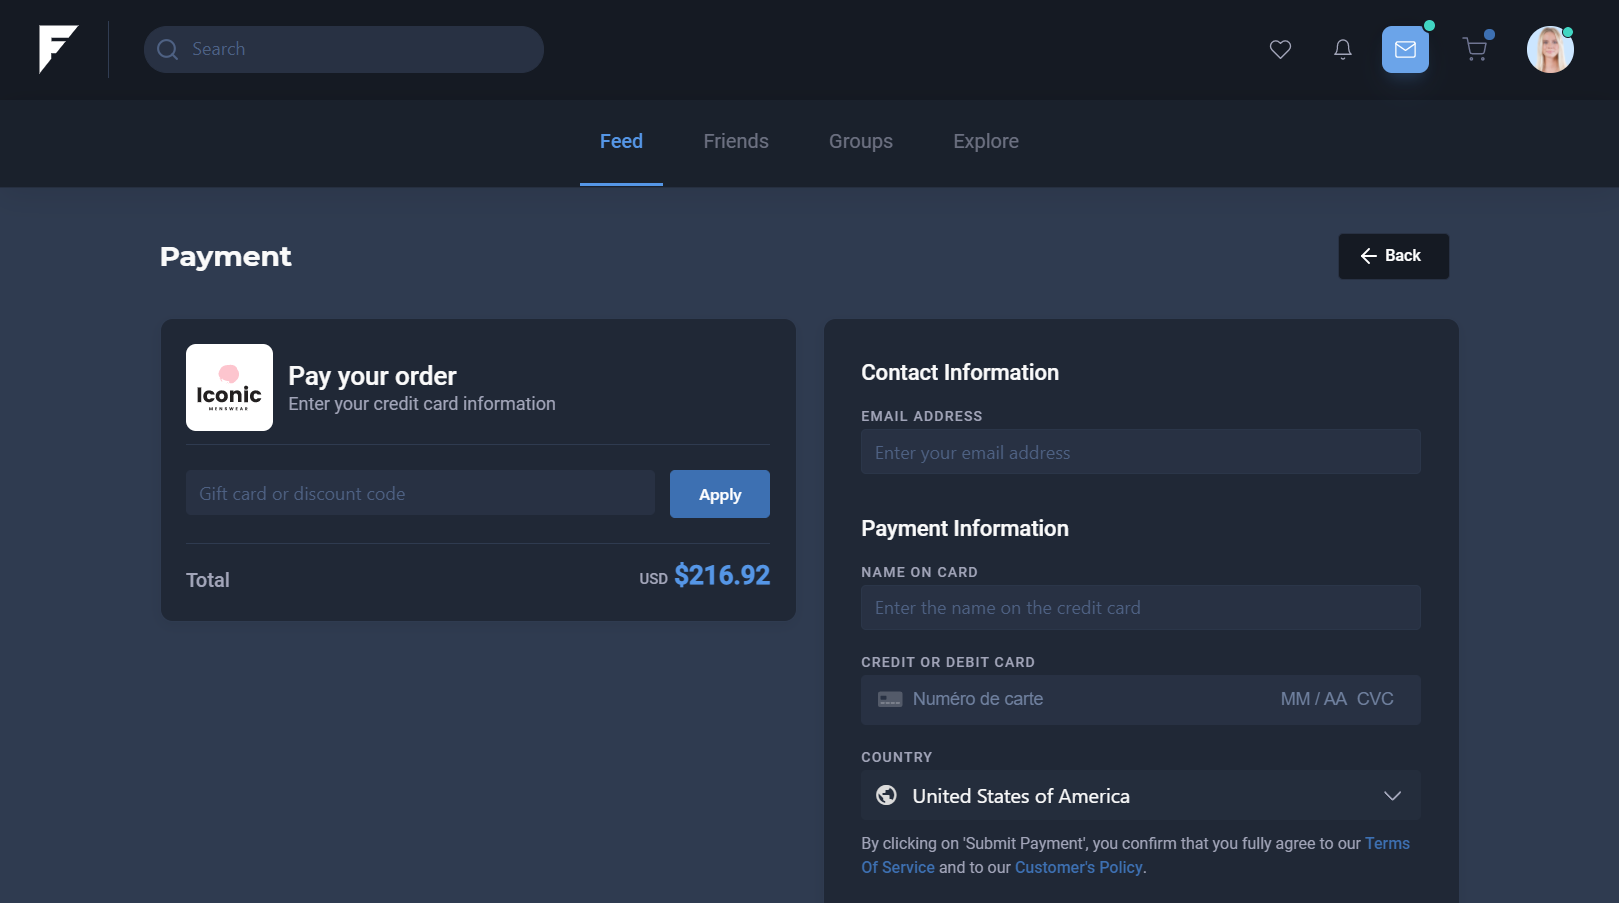 Search
Feed
Friends
Groups
Explore
Payment
Back
Iconic
MENSWEAR
Pay your order
Enter your credit card information
Gift card or discount code
Apply
Total
USD $216.92
Contact Information
EMAIL ADDRESS
Enter your email address
Payment Information
NAME ON CARD
Enter the name on the credit card
CREDIT OR DEBIT CARD
Numéro de carte MM / AA CVC
COUNTRY
United States of America
By clicking on 'Submit Payment', you confirm that you fully agree to our Terms
Of Service and to our Customer's Policy.